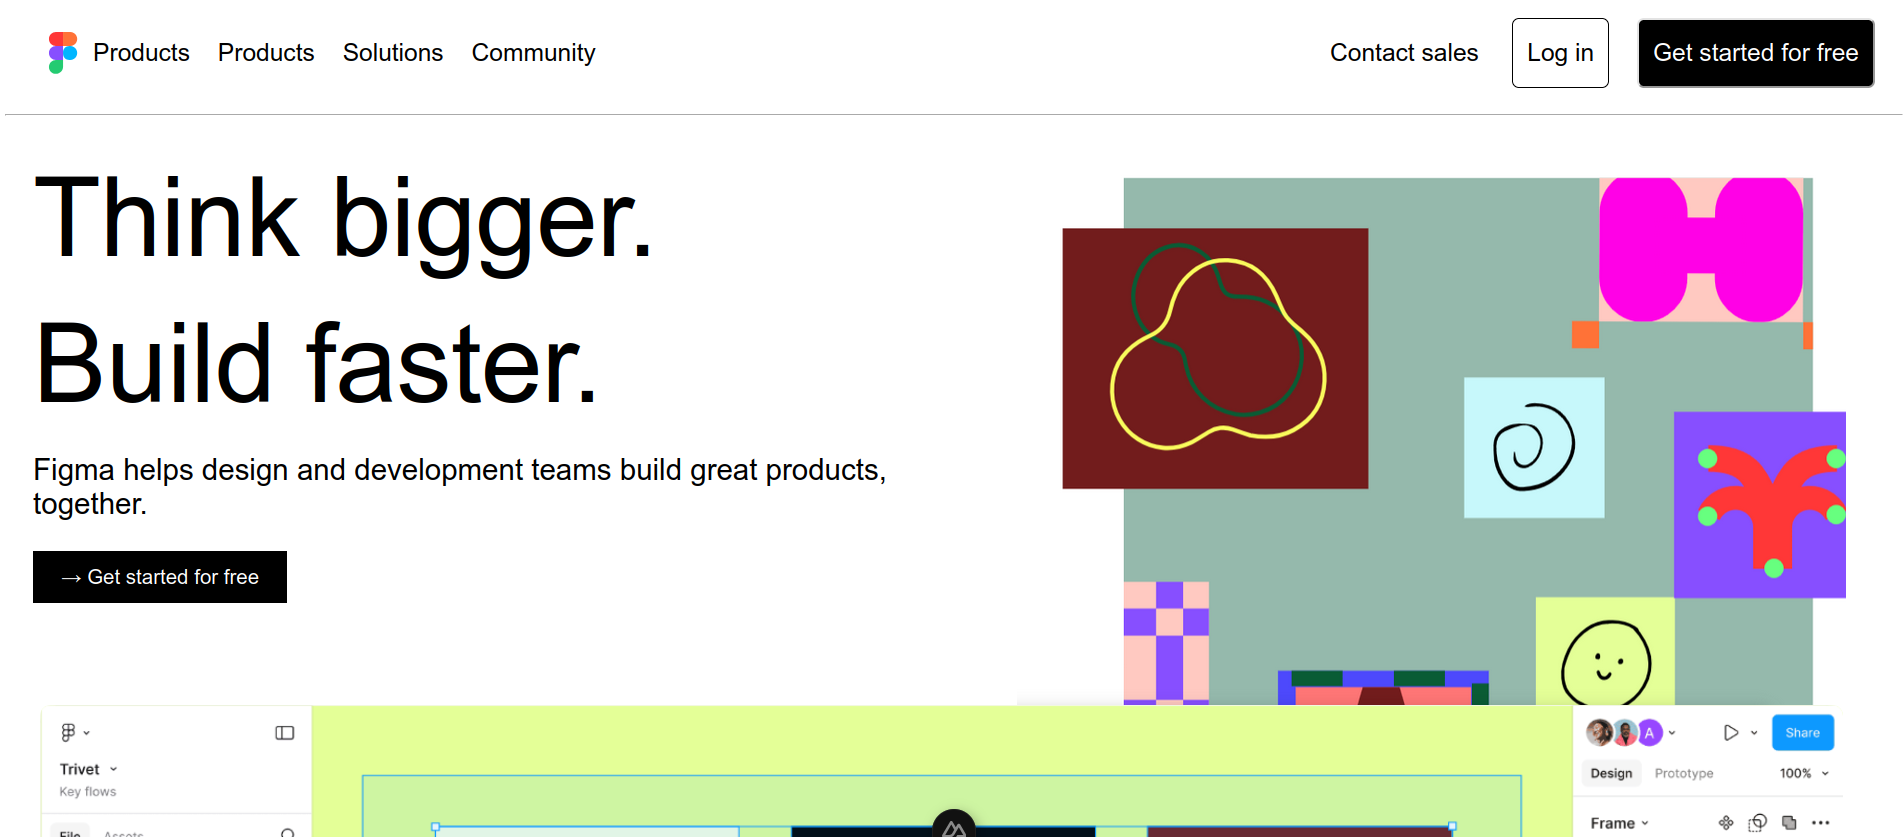 Products Products Solutions Community Contact sales Log in Get started for free
Think bigger.
Build faster.
Figma helps design and development teams build great products,
together.
→ Get started for free
A Share
Trivet
Design Prototype 100%
Key flows
Frame
File Assets